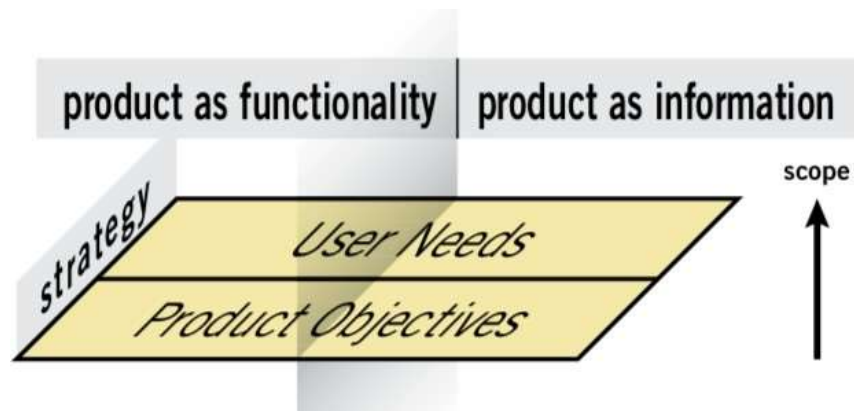 product as functionality
product as information
scope
strategy
User Needs
Product Objectives